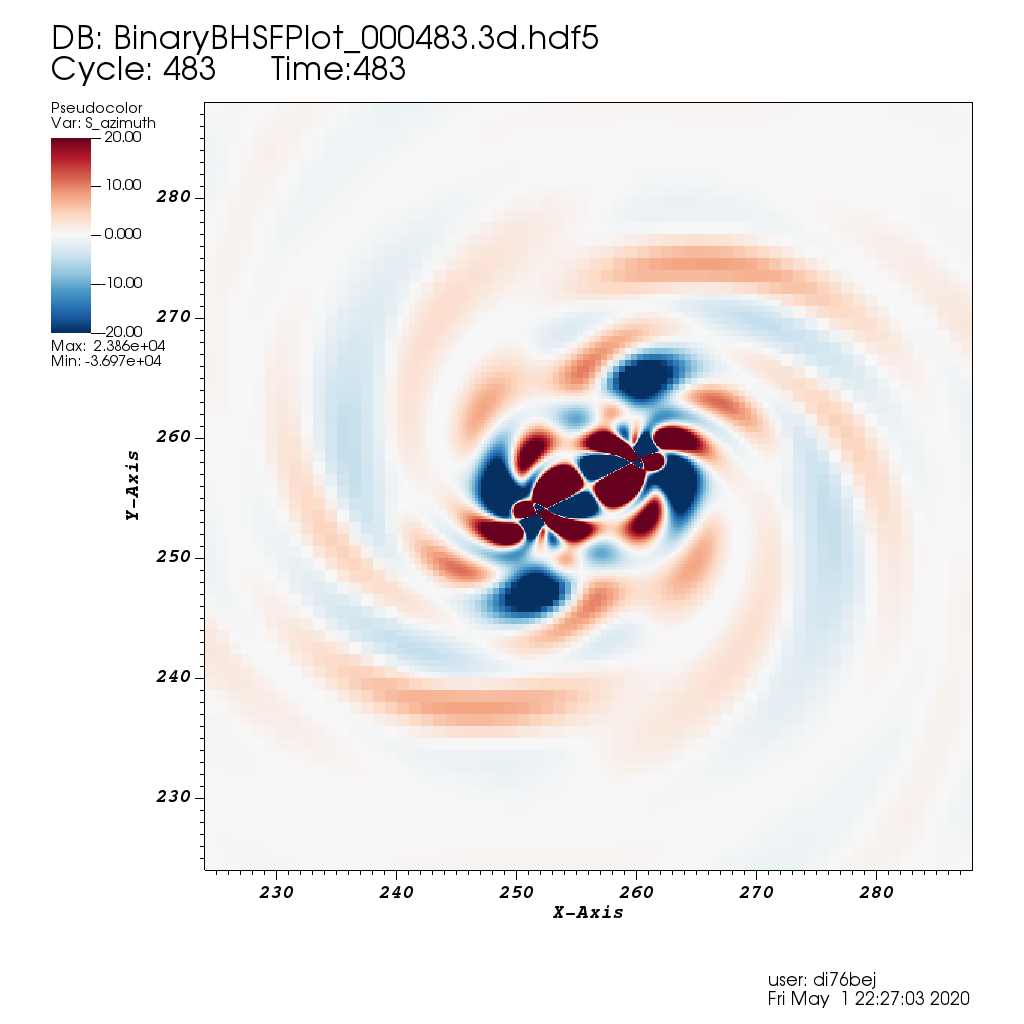 DB: BinaryBHSFPlot_000483.3d.hdf5
Cycle: 483 Time:483
Pseudocolor
Var: S_azimuth
20.00
10.00
0.000
-10.00
-20.00
Max: 2.386e+04
Min: -3.697e+04
280
270
260
250
240
230
Y-Axis
230 240 250 260 270 280
X-Axis
user: di76bej
Fri May 1 22:27:03 2020